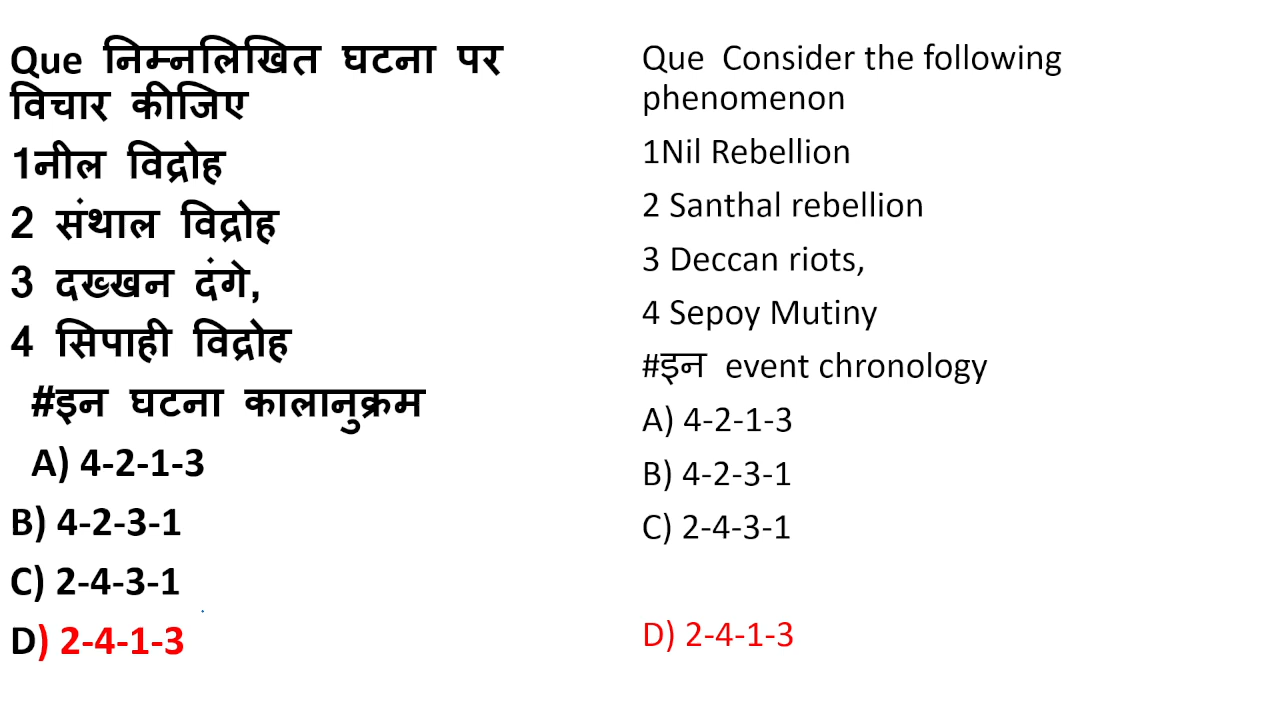 Que निम्नलिखित घटना पर
विचार कीजिए
1नील विद्रोह
2 संथाल विद्रोह
3 दख्खन दंगे,
4 सिपाही विद्रोह
#इन घटना कालानुक्रम
A) 4-2-1-3
B) 4-2-3-1
C) 2-4-3-1
D) 2-4-1-3
Que Consider the following
phenomenon
1Nil Rebellion
2 Santhal rebellion
3 Deccan riots,
4 Sepoy Mutiny
#इन event chronology
A) 4-2-1-3
B) 4-2-3-1
C) 2-4-3-1
D) 2-4-1-3